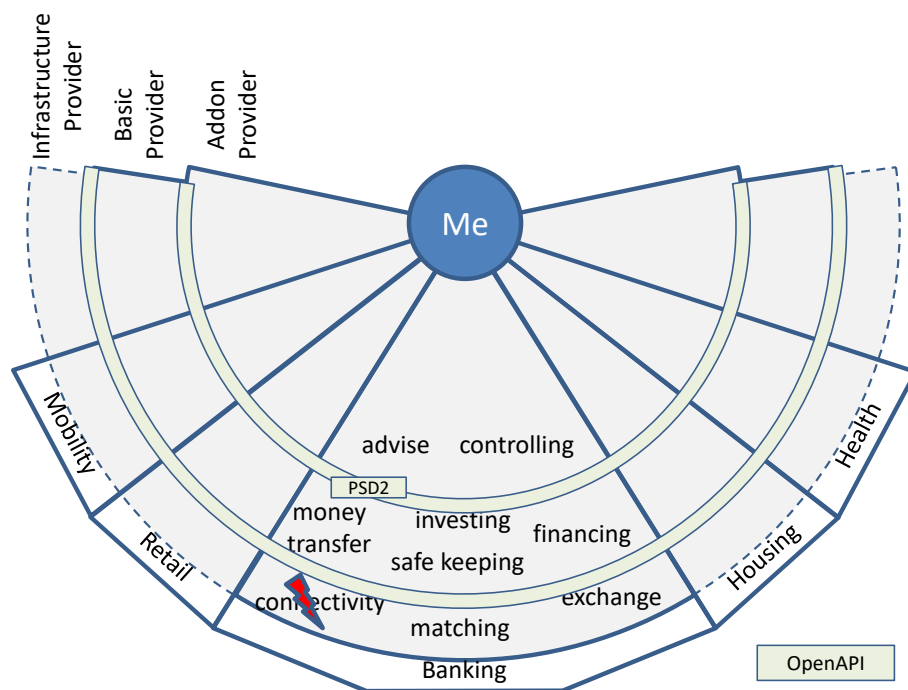 Infrastructure
Provider
Basic
Provider
Addon
Provider
Me
advise
controlling
PSD2
money
transfer
investing
financing
safe keeping
connectivity
exchange
matching
Mobility
Retail
Banking
Housing
Health
OpenAPI